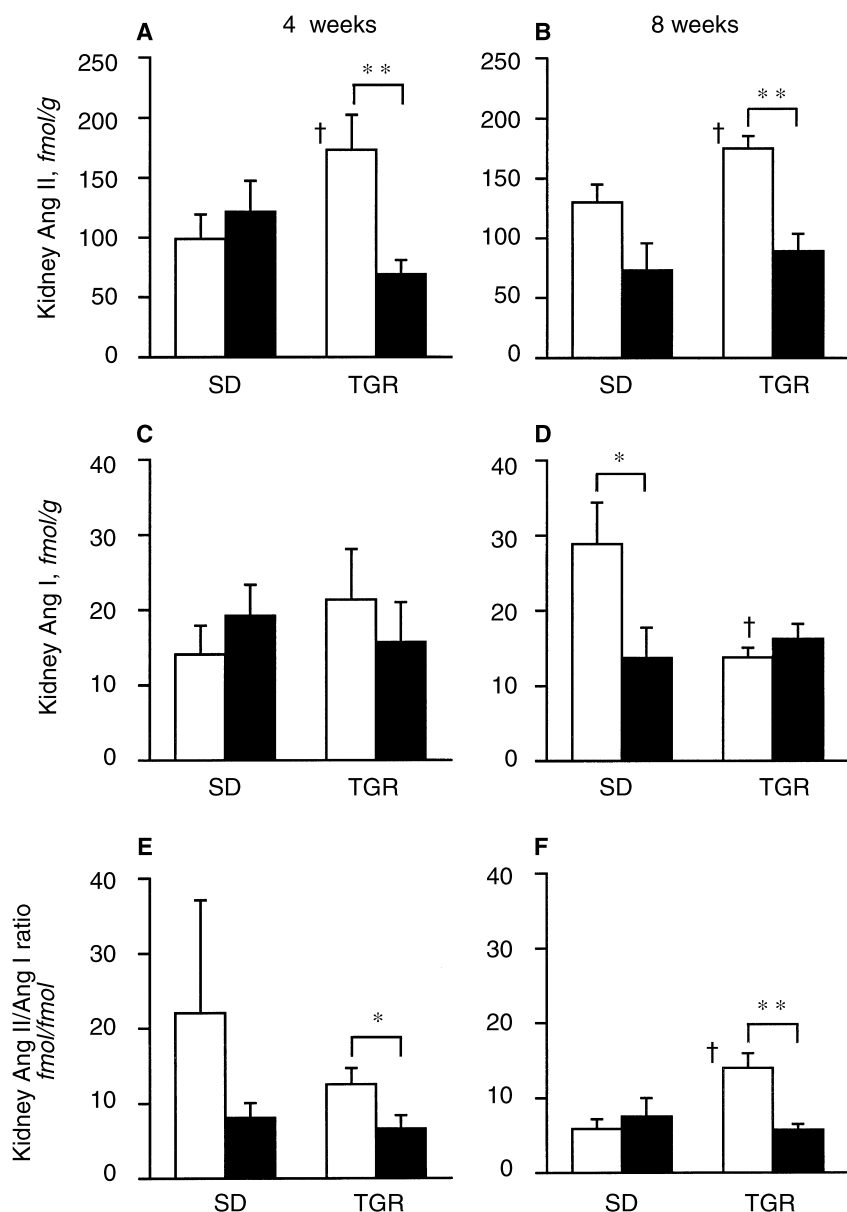 4 weeks
8 weeks
A
Kidney Ang II, fmol/g
250
200
150
100
50
0
†
* *
SD
TGR
B
250
200
150
100
50
0
†
* *
SD
TGR
C
Kidney Ang I, fmol/g
40
30
20
10
0
SD
TGR
D
40
30
20
10
0
*
†
SD
TGR
E
Kidney Ang II/Ang I ratio
fmol/fmol
40
30
20
10
0
*
SD
TGR
F
40
30
20
10
0
†
* *
SD
TGR